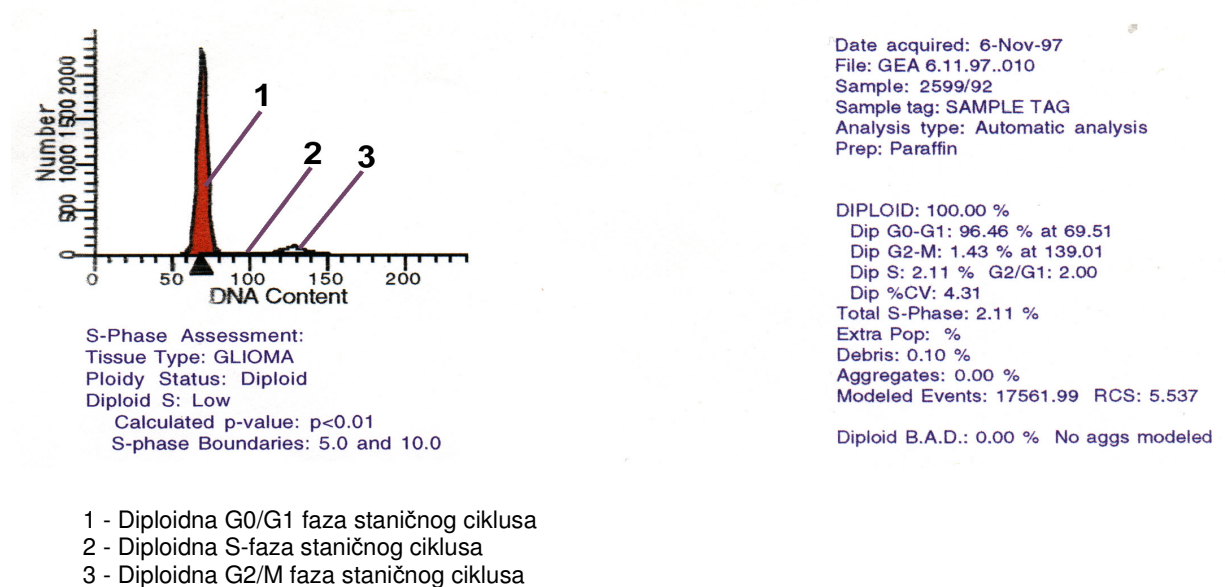 Number
0 500 1000 1500 2000
1
2
3
0 50 100 150 200
DNA Content
S-Phase Assessment:
Tissue Type: GLIOMA
Ploidy Status: Diploid
Diploid S: Low
Calculated p-value: p<0.01
S-phase Boundaries: 5.0 and 10.0
Date acquired: 6-Nov-97
File: GEA 6.11.97..010
Sample: 2599/92
Sample tag: SAMPLE TAG
Analysis type: Automatic analysis
Prep: Paraffin
DIPLOID: 100.00 %
Dip G0-G1: 96.46 % at 69.51
Dip G2-M: 1.43 % at 139.01
Dip S: 2.11 % G2/G1: 2.00
Dip %CV: 4.31
Total S-Phase: 2.11 %
Extra Pop: %
Debris: 0.10 %
Aggregates: 0.00 %
Modeled Events: 17561.99 RCS: 5.537
Diploid B.A.D.: 0.00 % No aggs modeled
1 - Diploidna G0/G1 faza staničnog ciklusa
2 - Diploidna S-faza staničnog ciklusa
3 - Diploidna G2/M faza staničnog ciklusa